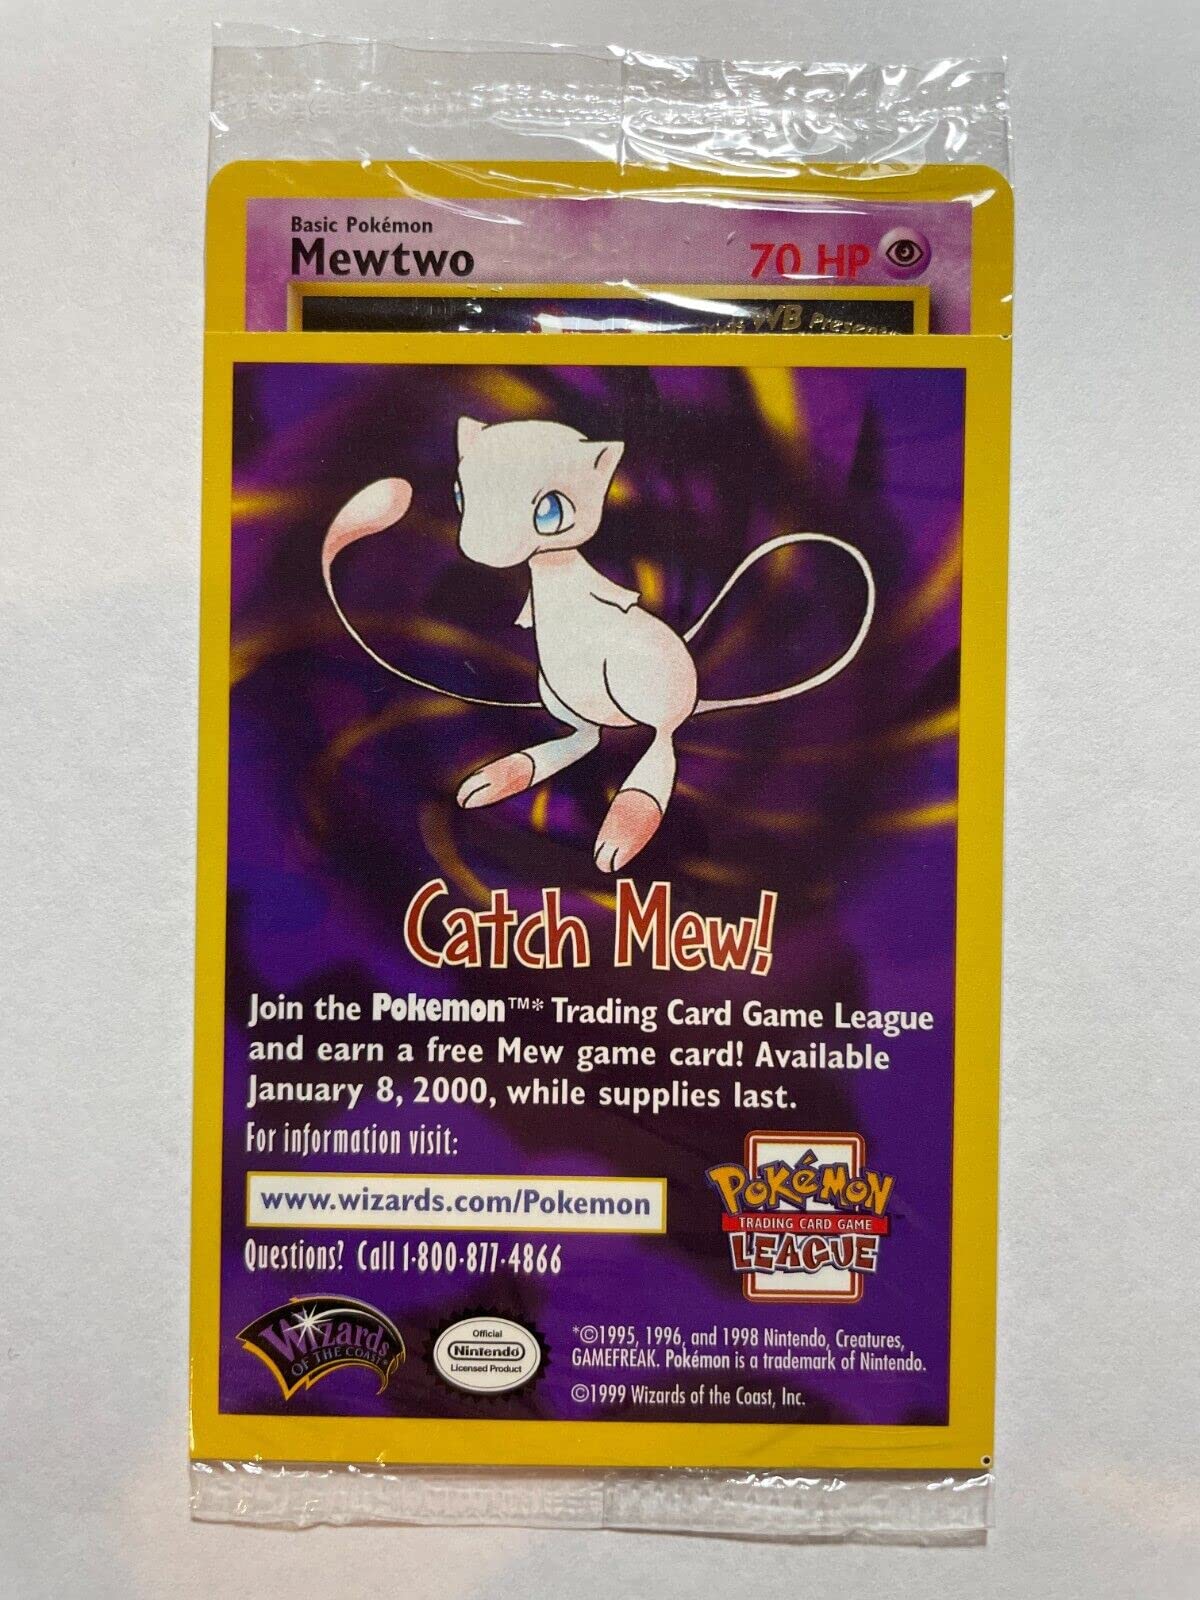 Basic Pokémon
Mewtwo
70 HP
WB Presents
Catch Mew!
Join the Pokemon™* Trading Card Game League
and earn a free Mew game card! Available
January 8, 2000, while supplies last.
For information visit:
www.wizards.com/Pokemon
Questions? Call 1-800-877-4866
POKéMON
TRADING CARD GAME
LEAGUE
Wizards
OF THE COAST®
Official
Nintendo
Licensed Product
*©1995, 1996, and 1998 Nintendo, Creatures,
GAMEFREAK. Pokémon is a trademark of Nintendo.
©1999 Wizards of the Coast, Inc.